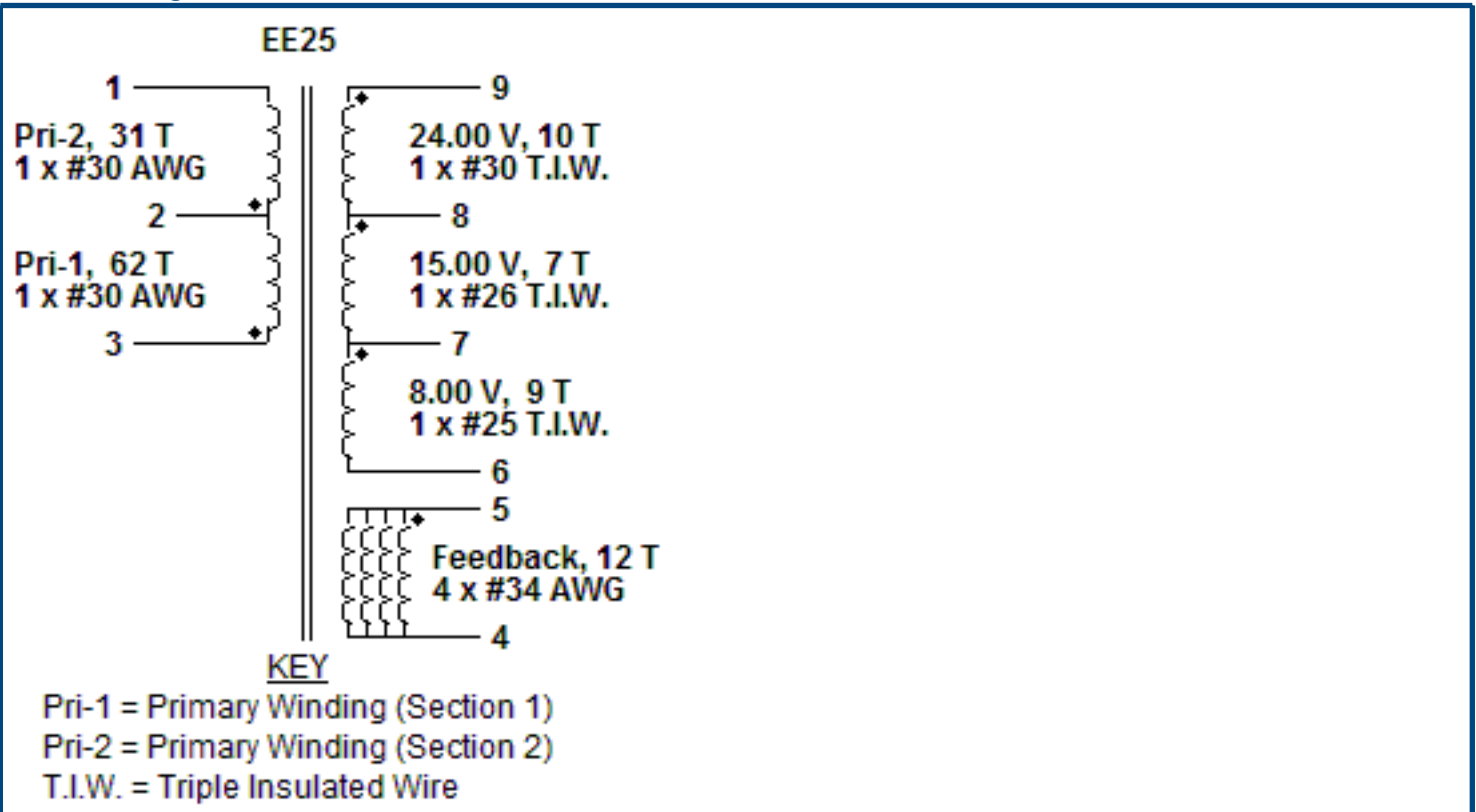 EE25
1
Pri-2, 31 T
1 x #30 AWG
2
Pri-1, 62 T
1 x #30 AWG
3
9
24.00 V, 10 T
1 x #30 T.I.W.
8
15.00 V, 7 T
1 x #26 T.I.W.
7
8.00 V, 9 T
1 x #25 T.I.W.
6
5
Feedback, 12 T
4 x #34 AWG
4
KEY
Pri-1 = Primary Winding (Section 1)
Pri-2 = Primary Winding (Section 2)
T.I.W. = Triple Insulated Wire